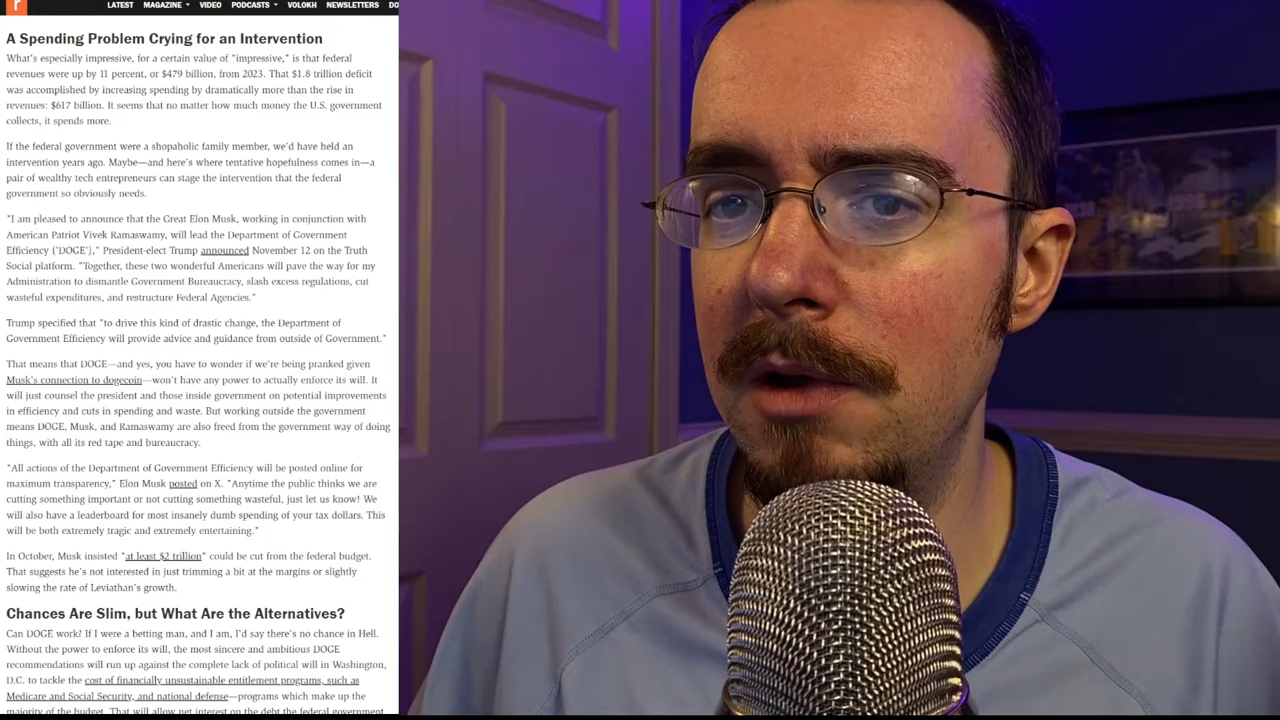 r
LATEST MAGAZINE VIDEO PODCASTS VOLOKH NEWSLETTERS DO
A Spending Problem Crying for an Intervention
What's especially impressive, for a certain value of "impressive," is that federal
revenues were up by 11 percent, or $479 billion, from 2023. That $1.8 trillion deficit
was accomplished by increasing spending by dramatically more than the rise in
revenues: $617 billion. It seems that no matter how much money the U.S. government
collects, it spends more.
If the federal government were a shopaholic family member, we'd have held an
intervention years ago. Maybe—and here's where tentative hopefulness comes in—a
pair of wealthy tech entrepreneurs can stage the intervention that the federal
government so obviously needs.
"I am pleased to announce that the Great Elon Musk, working in conjunction with
American Patriot Vivek Ramaswamy, will lead the Department of Government
Efficiency ('DOGE')," President-elect Trump announced November 12 on the Truth
Social platform. "Together, these two wonderful Americans will pave the way for my
Administration to dismantle Government Bureaucracy, slash excess regulations, cut
wasteful expenditures, and restructure Federal Agencies."
Trump specified that "to drive this kind of drastic change, the Department of
Government Efficiency will provide advice and guidance from outside of Government."
That means that DOGE—and yes, you have to wonder if we're being pranked given
Musk's connection to dogecoin—won't have any power to actually enforce its will. It
will just counsel the president and those inside government on potential improvements
in efficiency and cuts in spending and waste. But working outside the government
means DOGE, Musk, and Ramaswamy are also freed from the government way of doing
things, with all its red tape and bureaucracy.
"All actions of the Department of Government Efficiency will be posted online for
maximum transparency," Elon Musk posted on X. "Anytime the public thinks we are
cutting something important or not cutting something wasteful, just let us know! We
will also have a leaderboard for most insanely dumb spending of your tax dollars. This
will be both extremely tragic and extremely entertaining."
In October, Musk insisted "at least $2 trillion" could be cut from the federal budget.
That suggests he's not interested in just trimming a bit at the margins or slightly
slowing the rate of Leviathan's growth.
Chances Are Slim, but What Are the Alternatives?
Can DOGE work? If I were a betting man, and I am, I'd say there's no chance in Hell.
Without the power to enforce its will, the most sincere and ambitious DOGE
recommendations will run up against the complete lack of political will in Washington,
D.C. to tackle the cost of financially unsustainable entitlement programs, such as
Medicare and Social Security, and national defense—programs which make up the
majority of the budget. That will allow net interest on the debt the federal government